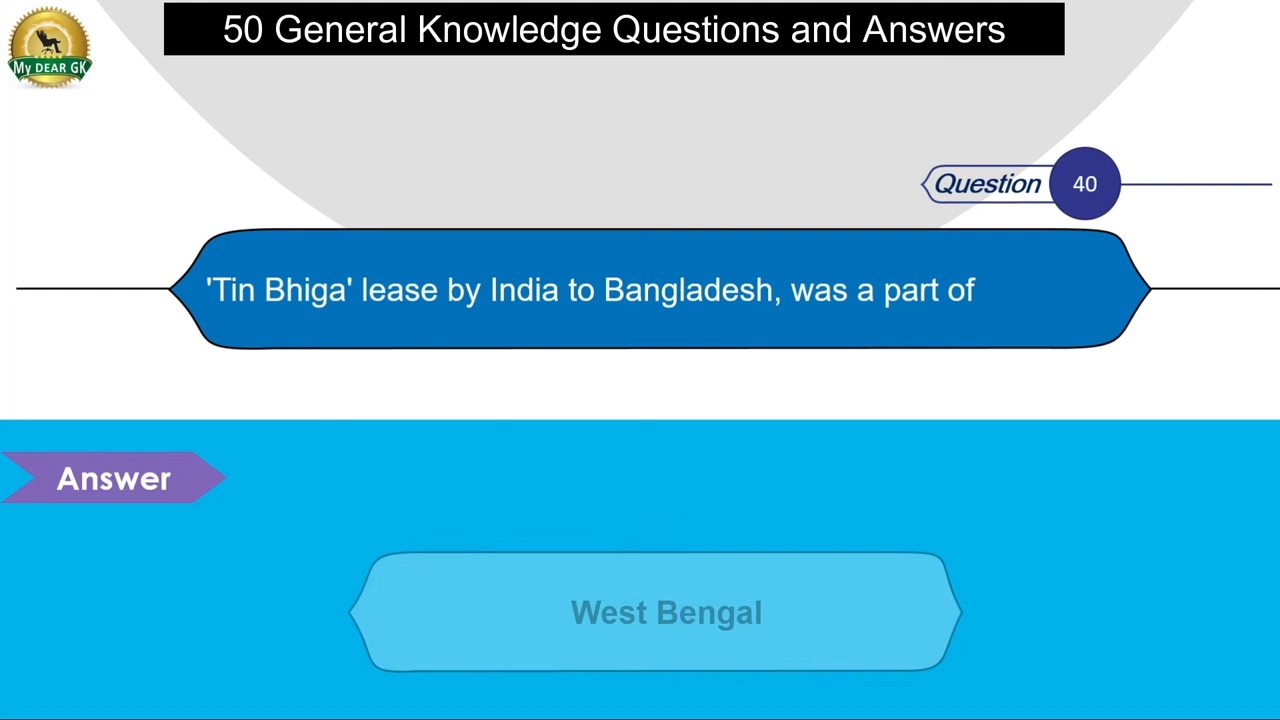 50 General Knowledge Questions and Answers
My DEAR GK
Question 40
'Tin Bhiga' lease by India to Bangladesh, was a part of
Answer
West Bengal